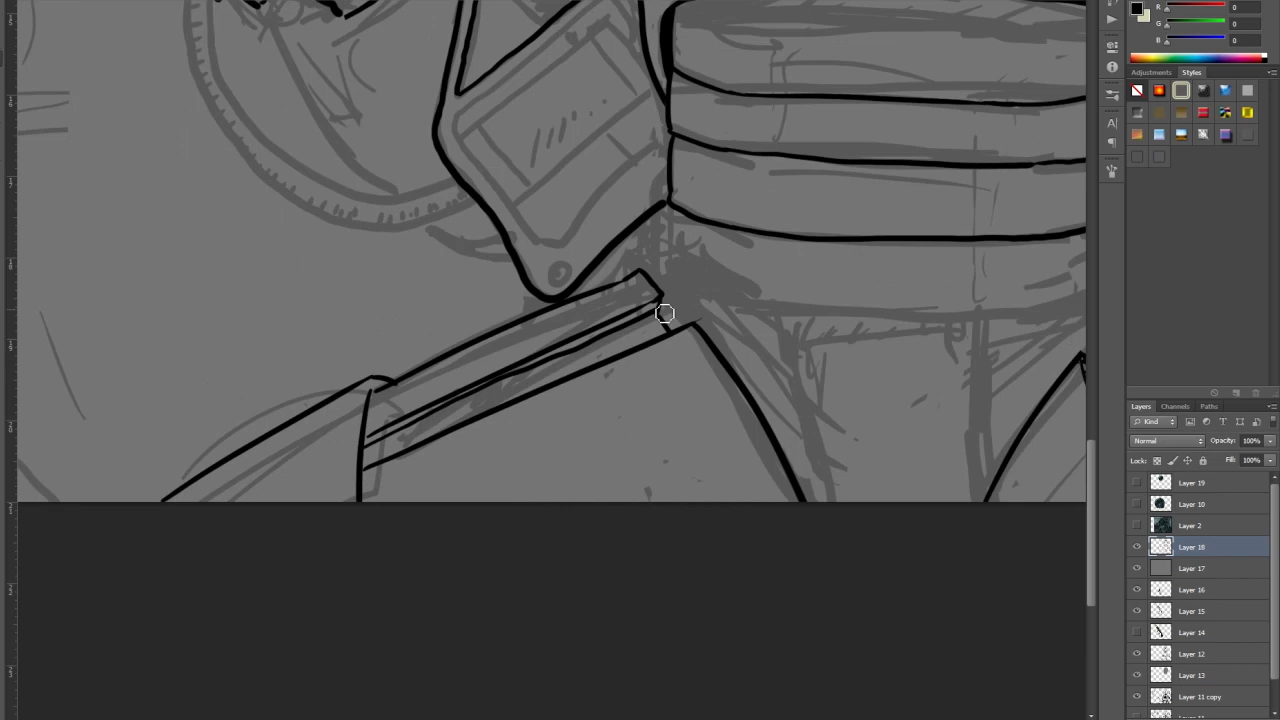 R 0
G 0
B 0
Adjustments Styles
Layers Channels Paths
Kind
Normal Opacity: 100%
Lock: Fill: 100%
Layer 19
Layer 10
Layer 2
Layer 18
Layer 17
Layer 16
Layer 15
Layer 14
Layer 12
Layer 13
Layer 11 copy